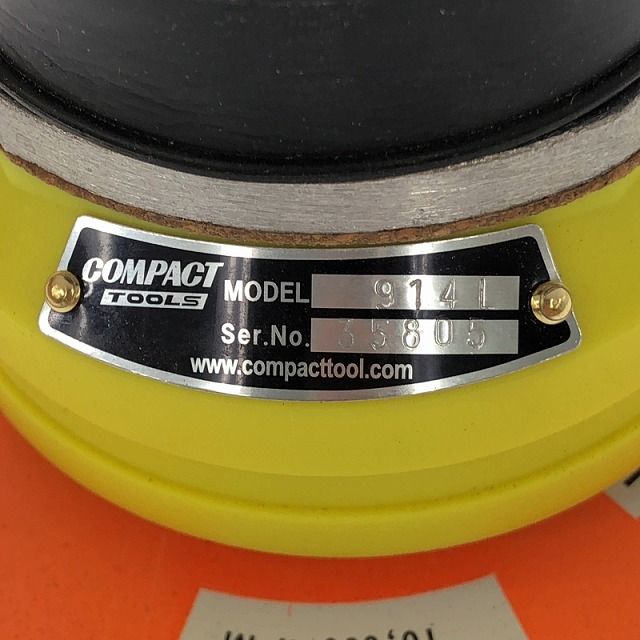 COMPACT
TOOLS
MODEL 914L
Ser.No. 35805
www.compacttool.com